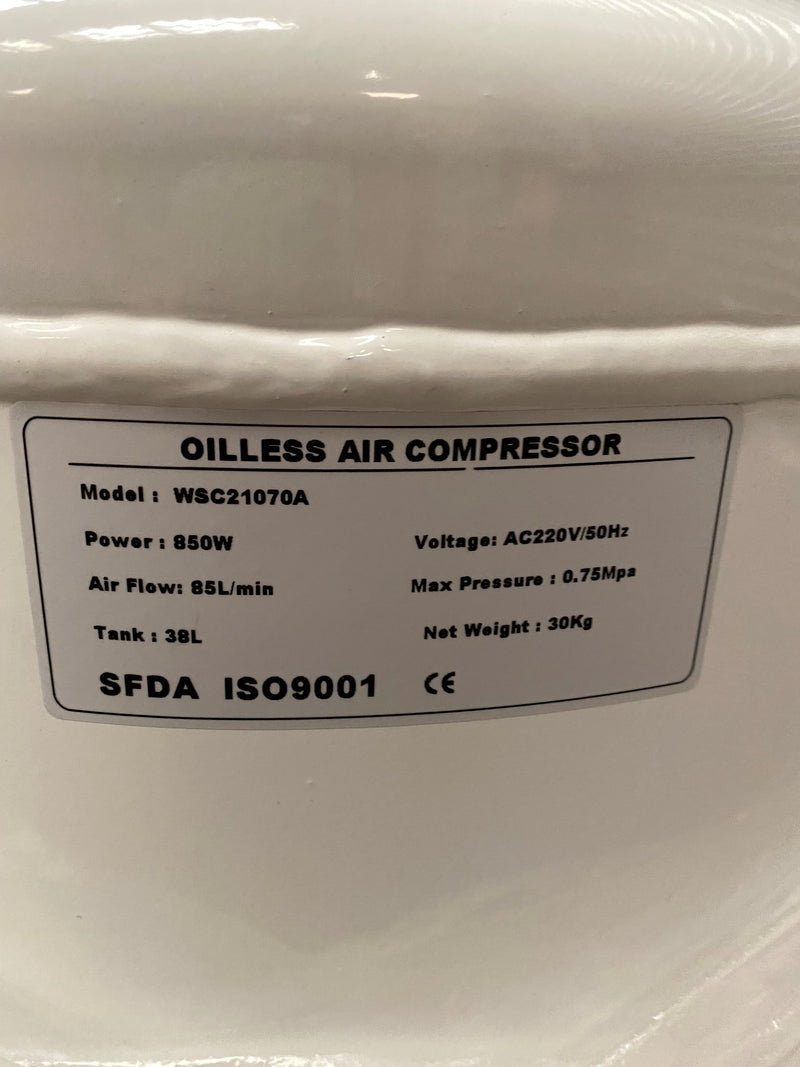 OILLESS AIR COMPRESSOR
Model : WSC21070A
Power : 850W Voltage: AC220V/50Hz
Air Flow: 85L/min Max Pressure : 0.75Mpa
Tank : 38L Net Weight : 30Kg
SFDA ISO9001 CE